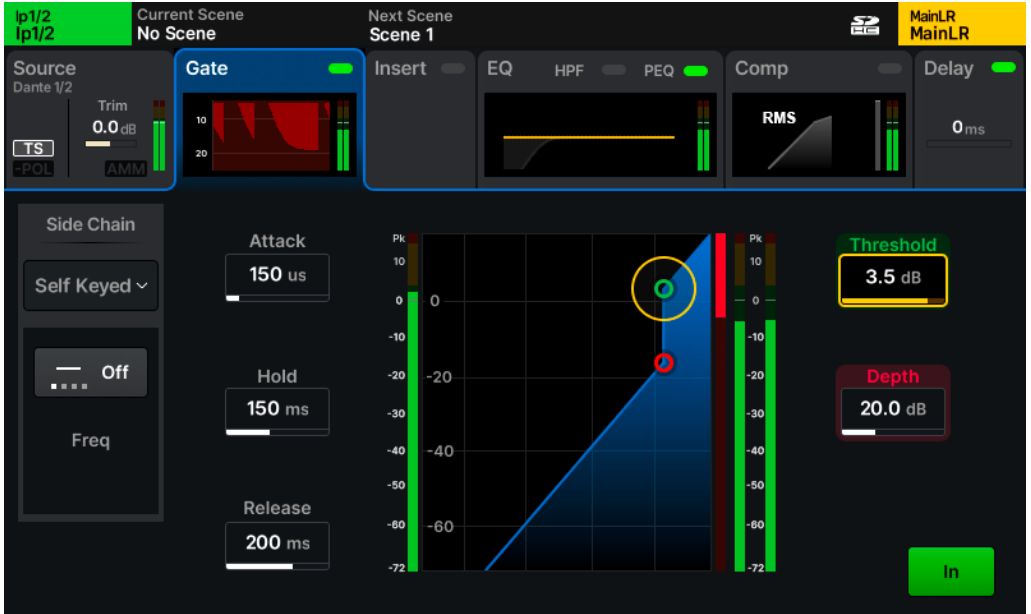 Ip1/2
Ip1/2
Current Scene
No Scene
Next Scene
Scene 1
SD
HC
MainLR
MainLR
Source
Dante 1/2
Trim
0.0 dB
TS
-POL
AMM
Gate
10
20
Insert
EQ
HPF
PEQ
Comp
RMS
Delay
0 ms
Side Chain
Self Keyed
Off
Freq
Attack
150 us
Hold
150 ms
Release
200 ms
Pk
10
0
-10
-20
-30
-40
-50
-60
-72
0
-20
-40
-60
Pk
10
0
-10
-20
-30
-40
-50
-60
-72
Threshold
3.5 dB
Depth
20.0 dB
In